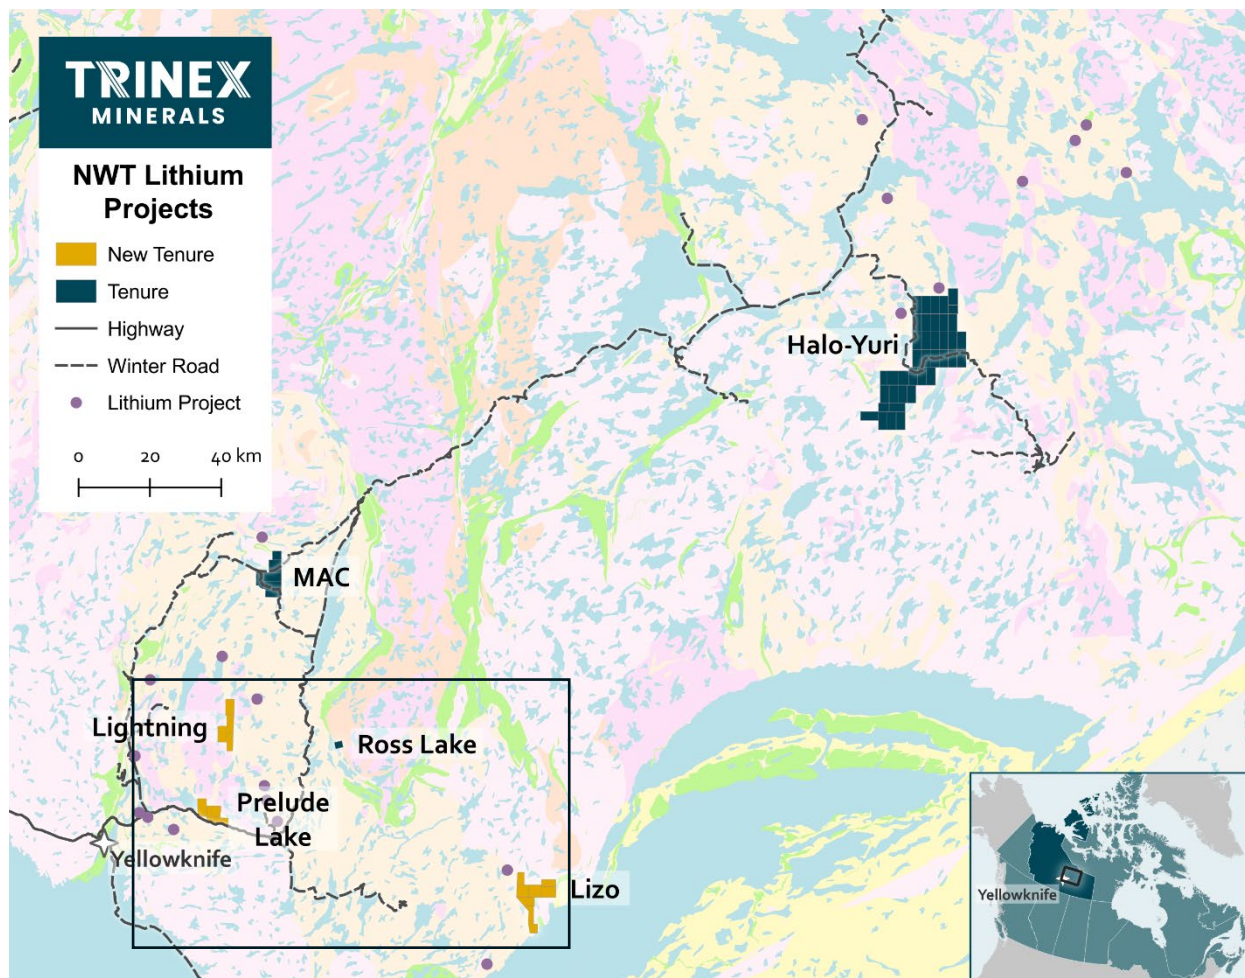 TRINEX
MINERALS
NWT Lithium
Projects
New Tenure
Tenure
Highway
Winter Road
Lithium Project
0 20 40 km
Halo-Yuri
MAC
Lightning
Ross Lake
Prelude
Lake
Yellowknife
Lizo
Yellowknife